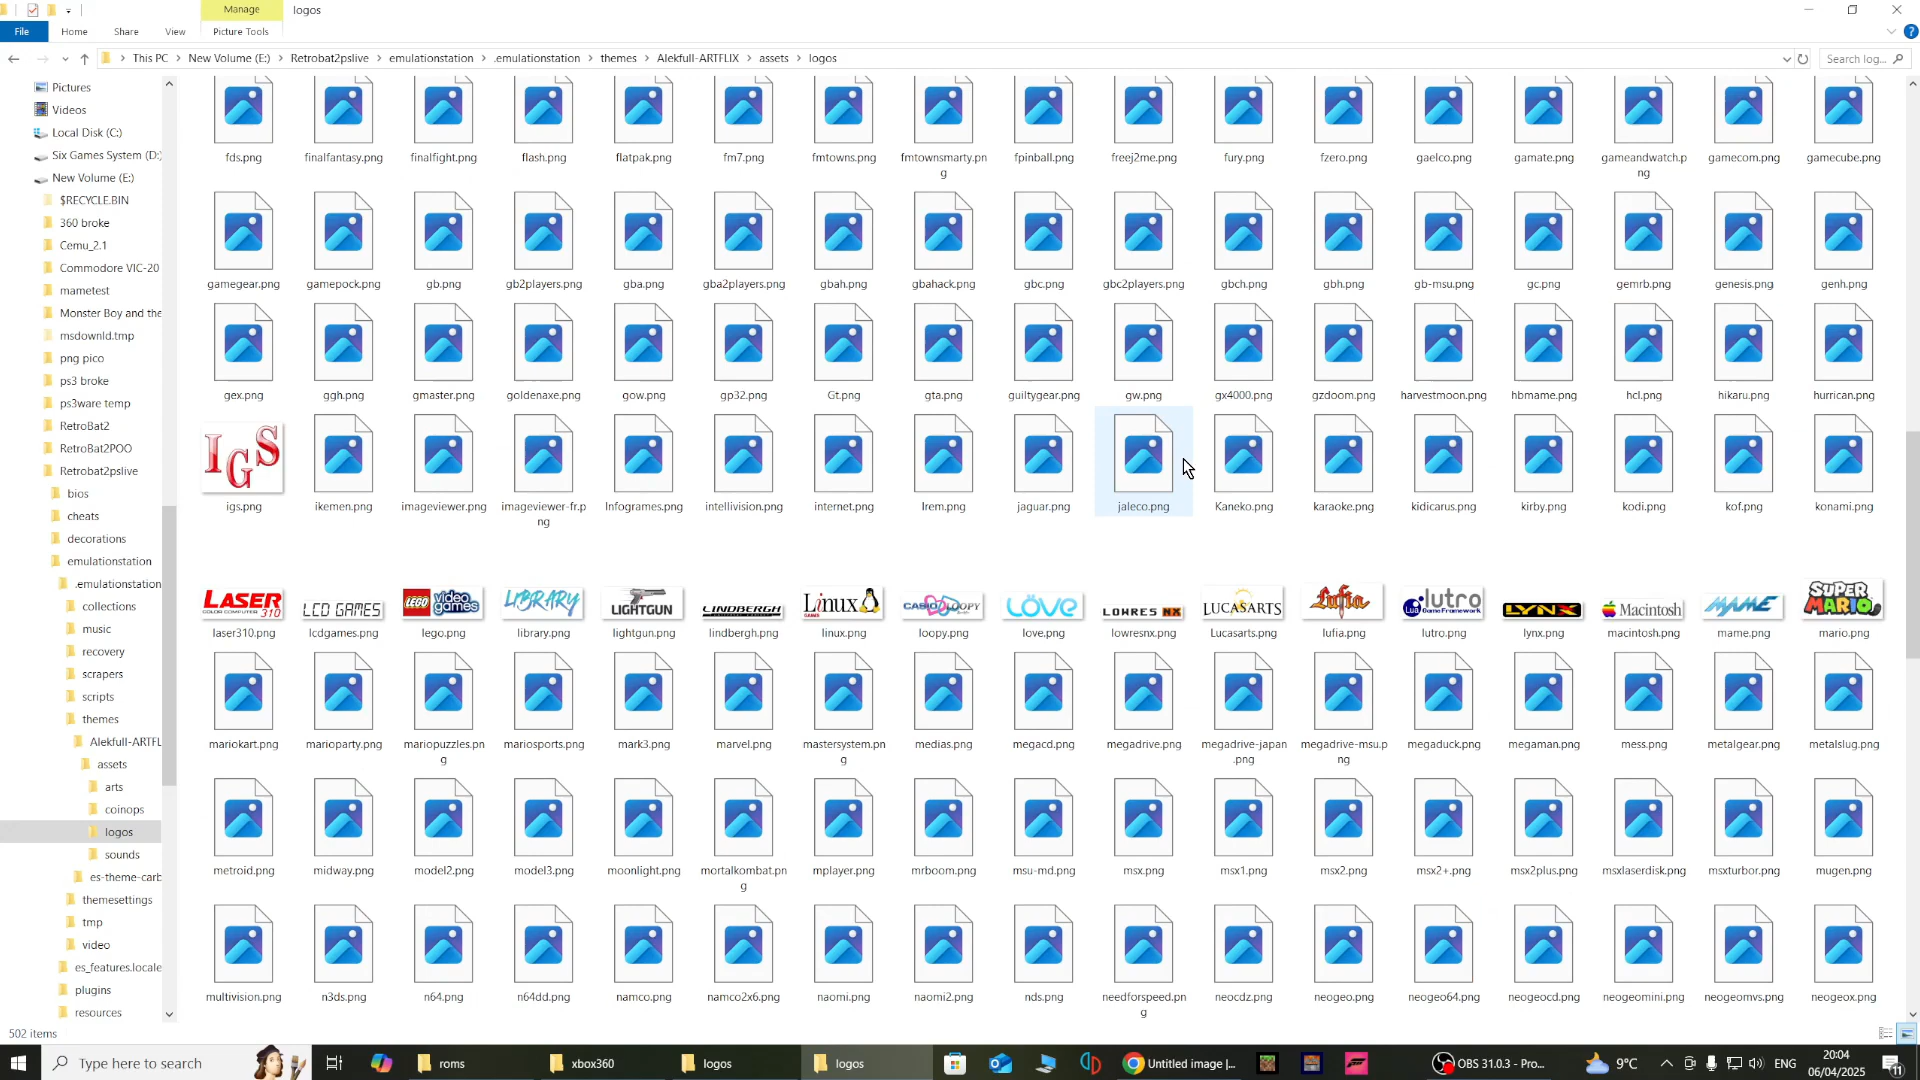 Manage
logos
File
Home
Share
View
Picture Tools
This PC > New Volume (E:) > Retrobat2pslive > emulationstation > .emulationstation > themes > Alekfull-ARTFLIX > assets > logos
Search log...
Pictures
Videos
Local Disk (C:)
Six Games System (D:)
New Volume (E:)
$RECYCLE.BIN
360 broke
Cemu_2.1
Commodore VIC-20
mametest
Monster Boy and the
msdownld.tmp
png pico
ps3 broke
ps3ware temp
RetroBat2
RetroBat2POO
Retrobat2pslive
bios
cheats
decorations
emulationstation
.emulationstation
collections
music
recovery
scrapers
scripts
themes
Alekfull-ARTFL
assets
arts
coinops
logos
sounds
es-theme-carb
themesettings
tmp
video
es_features.locale
plugins
resources
fds.png finalfantasy.png finalfight.png flash.png flatpak.png fm7.png fmtowns.png fmtownsmarty.pn fpinball.png freej2me.png fury.png fzero.png gaelco.png gamate.png gameandwatch.p gamecom.png gamecube.png
g ng
gamegear.png gamepock.png gb.png gb2players.png gba.png gba2players.png gbah.png gbahack.png gbc.png gbc2players.png gbch.png gbh.png gb-msu.png gc.png gemrb.png genesis.png genh.png
gex.png ggh.png gmaster.png goldenaxe.png gow.png gp32.png Gt.png gta.png guiltygear.png gw.png gx4000.png gzdoom.png harvestmoon.png hbmame.png hcl.png hikaru.png hurrican.png
IGS
igs.png ikemen.png imageviewer.png imageviewer-fr.p Infogrames.png intellivision.png internet.png Irem.png jaguar.png jaleco.png Kaneko.png karaoke.png kidicarus.png kirby.png kodi.png kof.png konami.png
ng
LASER 310 LCD GAMES LEGO video games LIBRARY LIGHTGUN LINDBERGH Linux CASIO LOOPY LÖVE LOWRES NX LUCASARTS Lufia Lua lutro LYNX Macintosh MAME SUPER MARIO
laser310.png lcdgames.png lego.png library.png lightgun.png lindbergh.png linux.png loopy.png love.png lowresnx.png Lucasarts.png lufia.png lutro.png lynx.png macintosh.png mame.png mario.png
mariokart.png marioparty.png mariopuzzles.pn mariosports.png mark3.png marvel.png mastersystem.pn medias.png megacd.png megadrive.png megadrive-japan megadrive-msu.p megaduck.png megaman.png mess.png metalgear.png metalslug.png
g g .png ng
metroid.png midway.png model2.png model3.png moonlight.png mortalkombat.pn mplayer.png mrboom.png msu-md.png msx.png msx1.png msx2.png msx2+.png msx2plus.png msxlaserdisk.png msxturbor.png mugen.png
g
multivision.png n3ds.png n64.png n64dd.png namco.png namco2x6.png naomi.png naomi2.png nds.png needforspeed.pn neocdz.png neogeo.png neogeo64.png neogeocd.png neogeomini.png neogeomvs.png neogeox.png
g
502 items
Type here to search
roms
xbox360
logos
logos
Untitled image |...
OBS 31.0.3 - Pro...
9°C
ENG
20:04
06/04/2025
11